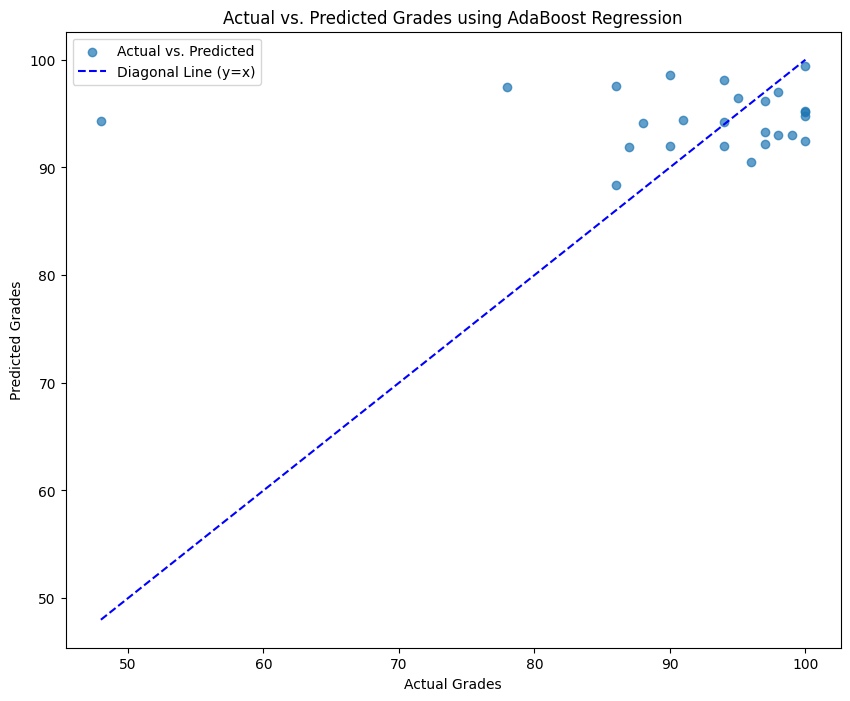 Actual vs. Predicted Grades using AdaBoost Regression
Actual vs. Predicted
Diagonal Line (y=x)
Predicted Grades
100
90
80
70
60
50
50
60
70
80
90
100
Actual Grades